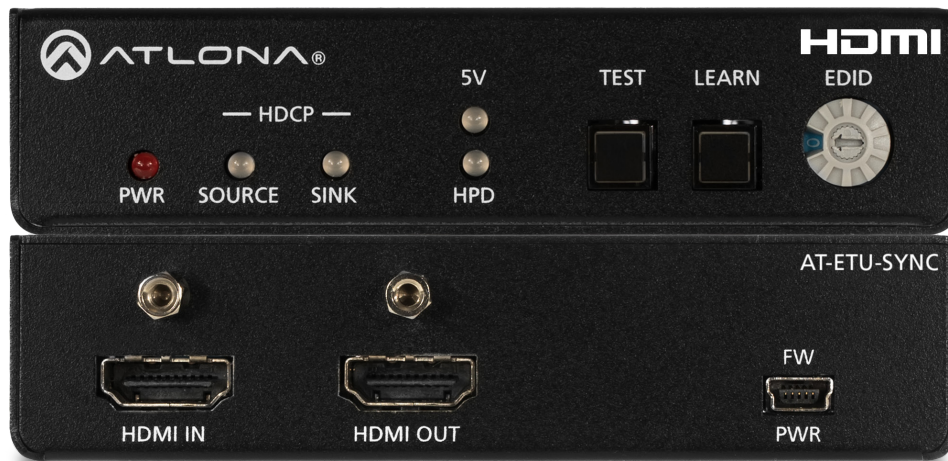 ATLONA®
HDMI
5V
TEST
LEARN
EDID
HDCP
PWR
SOURCE
SINK
HPD
0
AT-ETU-SYNC
FW
HDMI IN
HDMI OUT
PWR